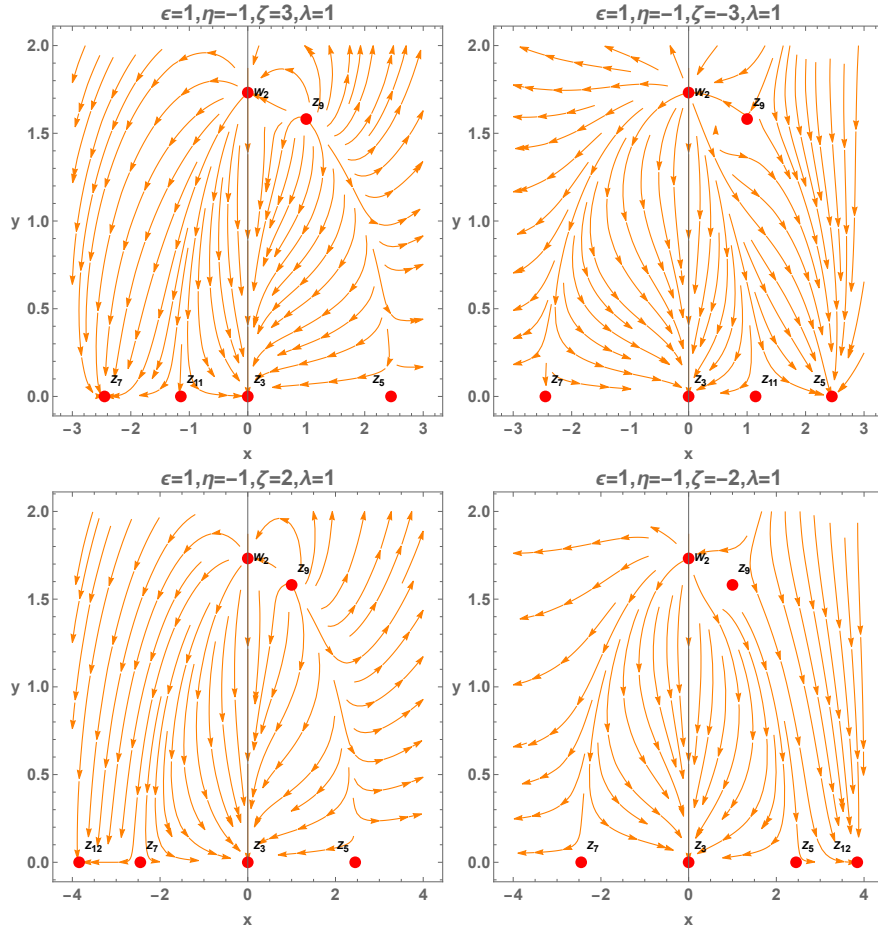 ϵ=1,η=−1,ζ=3,λ=1
2.0
1.5
1.0
0.5
0.0
y
w₂
z₉
z₇
z₁₁
z₃
z₅
−3 −2 −1 0 1 2 3
x
ϵ=1,η=−1,ζ=−3,λ=1
2.0
1.5
1.0
0.5
0.0
y
w₂
z₉
z₇
z₃
z₁₁
z₅
−3 −2 −1 0 1 2 3
x
ϵ=1,η=−1,ζ=2,λ=1
2.0
1.5
1.0
0.5
0.0
y
w₂
z₉
z₁₂
z₇
z₃
z₅
−4 −2 0 2 4
x
ϵ=1,η=−1,ζ=−2,λ=1
2.0
1.5
1.0
0.5
0.0
y
w₂
z₉
z₇
z₃
z₅
z₁₂
−4 −2 0 2 4
x